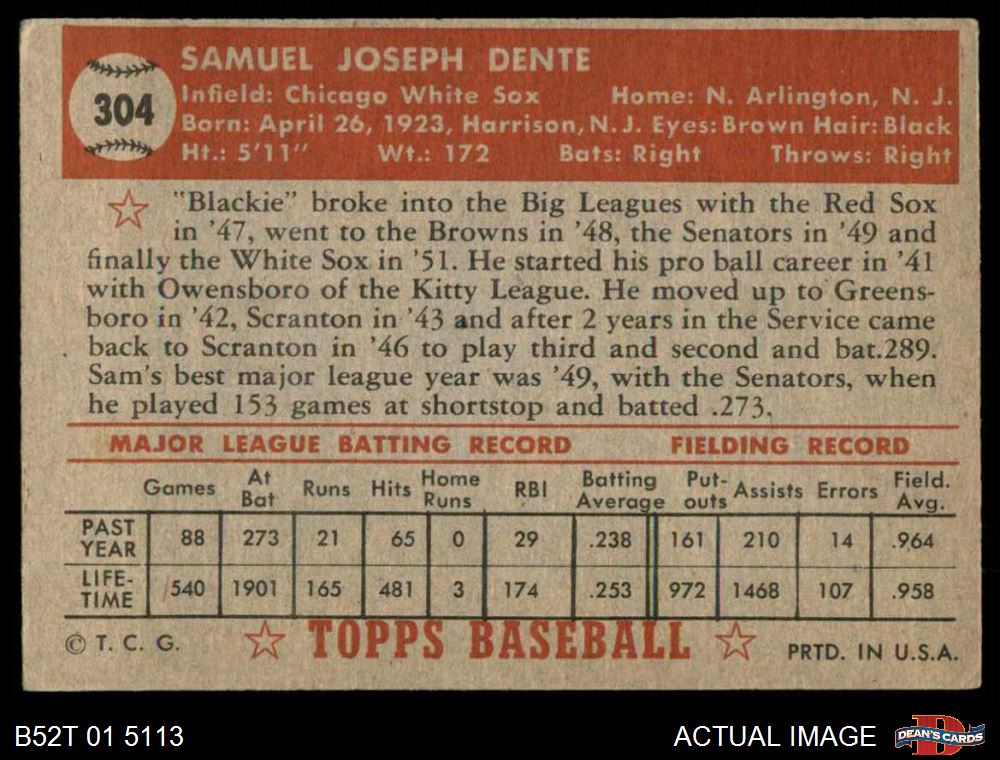 SAMUEL JOSEPH DENTE
304
Infield: Chicago White Sox Home: N. Arlington, N. J.
Born: April 26, 1923, Harrison, N.J. Eyes: Brown Hair: Black
Ht.: 5'11" Wt.: 172 Bats: Right Throws: Right
"Blackie" broke into the Big Leagues with the Red Sox
in '47, went to the Browns in '48, the Senators in '49 and
finally the White Sox in '51. He started his pro ball career in '41
with Owensboro of the Kitty League. He moved up to Greens-
boro in '42, Scranton in '43 and after 2 years in the Service came
back to Scranton in '46 to play third and second and bat.289.
Sam's best major league year was '49, with the Senators, when
he played 153 games at shortstop and batted .273.
MAJOR LEAGUE BATTING RECORD FIELDING RECORD
Games At Bat Runs Hits Home Runs RBI Batting Average Put-outs Assists Errors Field. Avg.
PAST YEAR 88 273 21 65 0 29 .238 161 210 14 .964
LIFE-TIME 540 1901 165 481 3 174 .253 972 1468 107 .958
© T. C. G. TOPPS BASEBALL PRTD. IN U.S.A.
B52T 01 5113 ACTUAL IMAGE DEAN'S CARDS